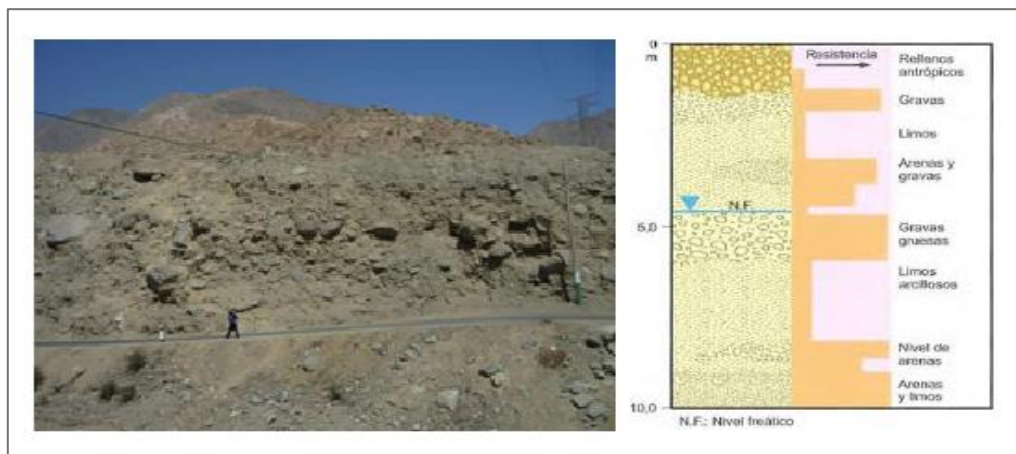 0
m
Resistencia
Rellenos
antrópicos
Gravas
Limos
Arenas y
gravas
N.F.
5,0
Gravas
gruesas
Limos
arcillosos
Nivel de
arenas
Arenas
y limos
10,0
N.F.: Nivel freático